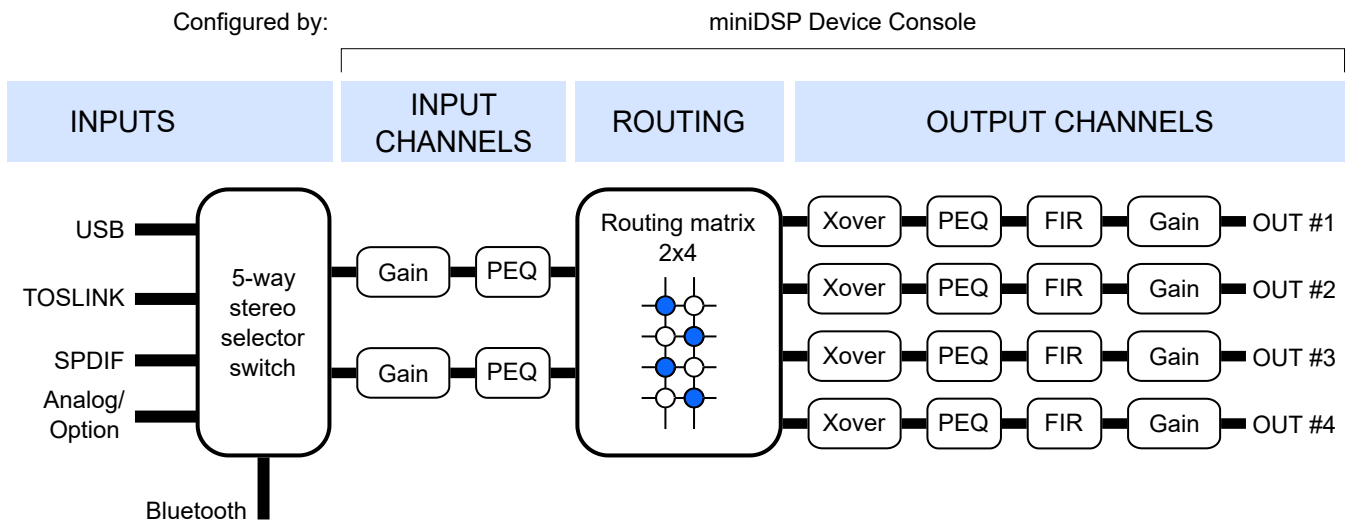 Configured by:
miniDSP Device Console
INPUTS
INPUT
CHANNELS
ROUTING
OUTPUT CHANNELS
USB
TOSLINK
SPDIF
Analog/
Option
Bluetooth
5-way
stereo
selector
switch
Gain
PEQ
Gain
PEQ
Routing matrix
2x4
Xover
PEQ
FIR
Gain
OUT #1
Xover
PEQ
FIR
Gain
OUT #2
Xover
PEQ
FIR
Gain
OUT #3
Xover
PEQ
FIR
Gain
OUT #4